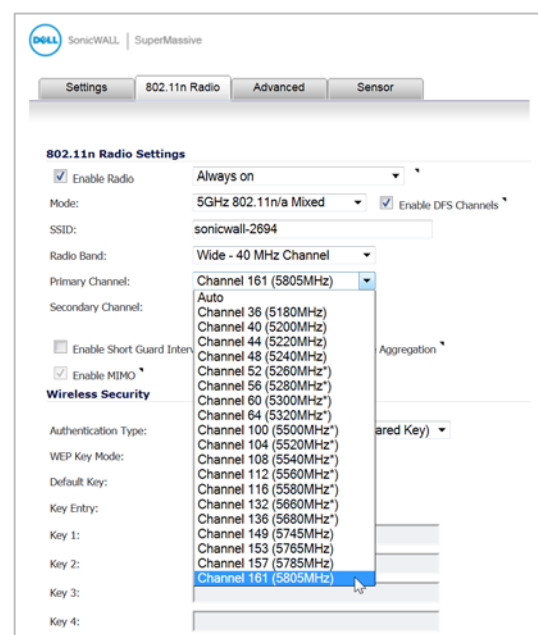 DELL SonicWALL | SuperMassive
Settings 802.11n Radio Advanced Sensor
802.11n Radio Settings
Enable Radio Always on
Mode: 5GHz 802.11n/a Mixed Enable DFS Channels
SSID: sonicwall-2694
Radio Band: Wide - 40 MHz Channel
Primary Channel: Channel 161 (5805MHz)
Auto
Secondary Channel:
Channel 36 (5180MHz)
Channel 40 (5200MHz)
Channel 44 (5220MHz)
Enable Short Guard Channel 48 (5240MHz) Aggregation
Channel 52 (5260MHz*)
Enable MIMO Channel 56 (5280MHz*)
Wireless Security Channel 60 (5300MHz*)
Channel 64 (5320MHz*)
Authentication Type: Channel 100 (5500MHz*) Key)
Channel 104 (5520MHz*)
WEP Key Mode: Channel 108 (5540MHz*)
Channel 112 (5560MHz*)
Default Key: Channel 116 (5580MHz*)
Channel 132 (5660MHz*)
Key Entry: Channel 136 (5680MHz*)
Key 1: Channel 149 (5745MHz)
Channel 153 (5765MHz)
Key 2: Channel 157 (5785MHz)
Channel 161 (5805MHz)
Key 3:
Key 4: